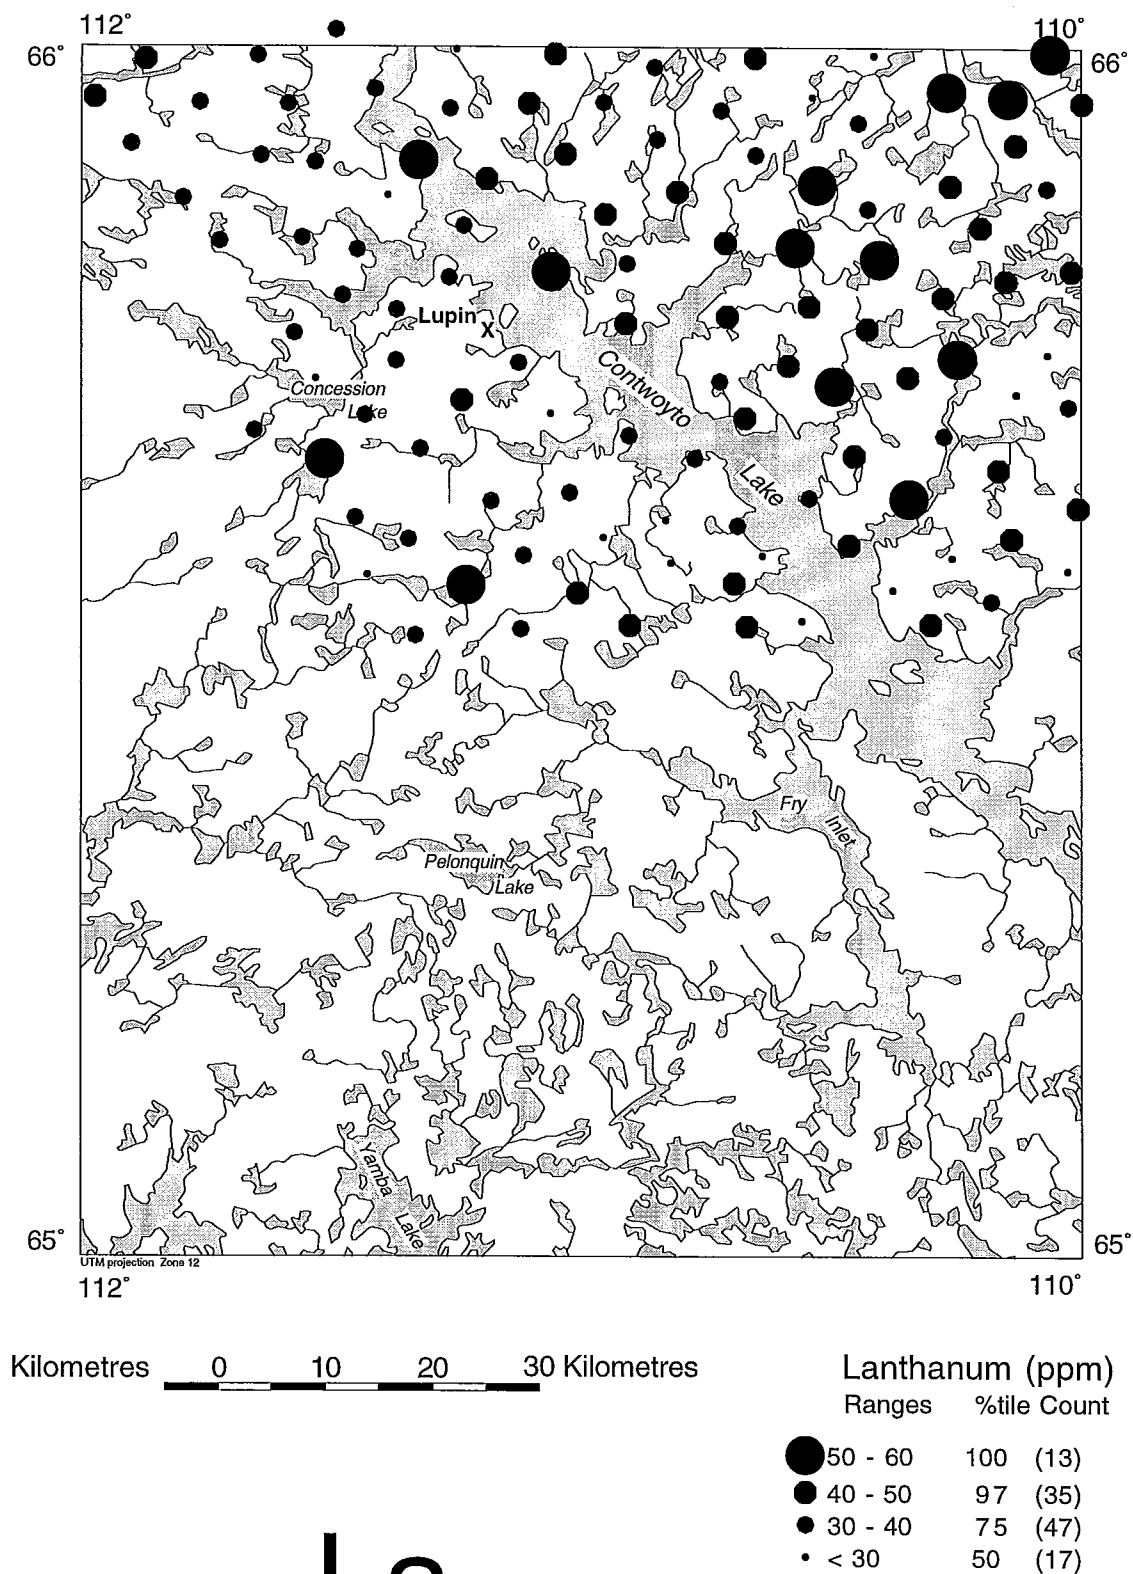 112°
110°
66°
66°
Lupin
X
Contwoyto
Concession
Lake
Lake
Fry
Inlet
Pelonquin
Lake
Yamba
Lake
65°
65°
UTM projection Zone 12
112°
110°
Kilometres 0 10 20 30 Kilometres
Lanthanum (ppm)
Ranges %tile Count
50 - 60 100 (13)
40 - 50 97 (35)
30 - 40 75 (47)
< 30 50 (17)